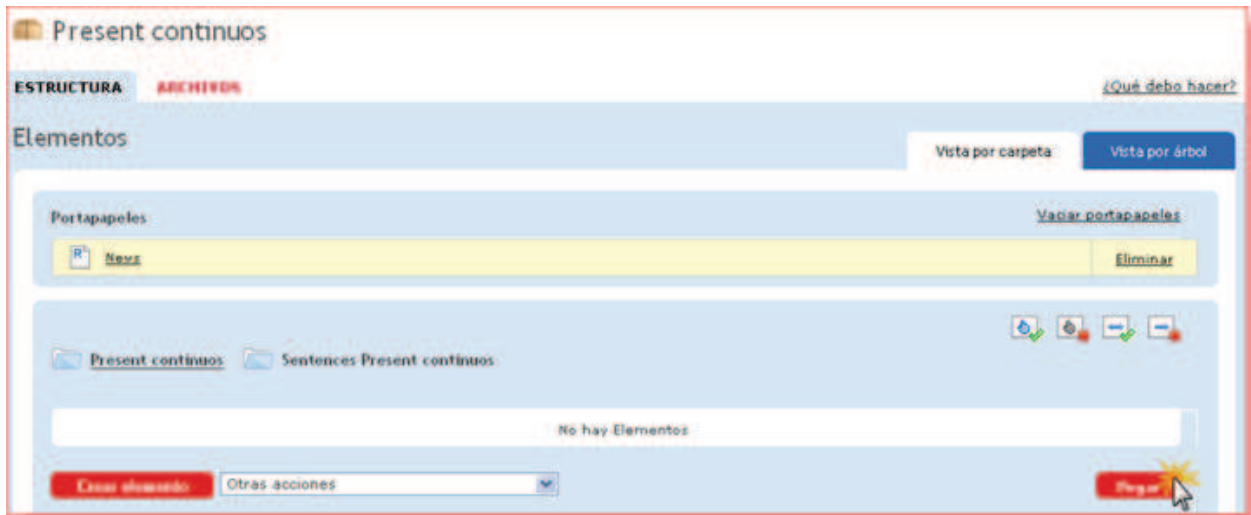 Present continuos
ESTRUCTURA ARCHIVOS ¿Qué debo hacer?
Elementos
Vista por carpeta Vista por árbol
Portapapeles Vaciar portapapeles
R News Eliminar
Present continuos Sentences Present continuos
No hay Elementos
Crear elemento Otras acciones Pegar